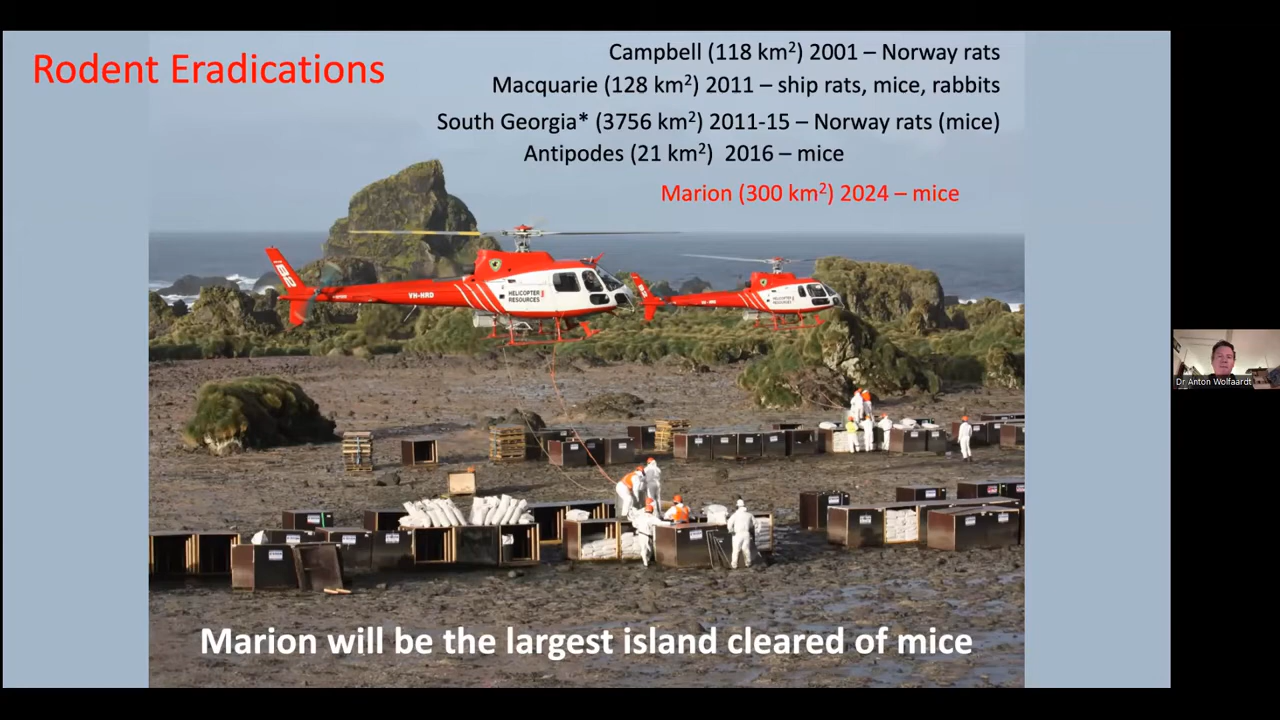 Rodent Eradications
Campbell (118 km²) 2001 – Norway rats
Macquarie (128 km²) 2011 – ship rats, mice, rabbits
South Georgia* (3756 km²) 2011-15 – Norway rats (mice)
Antipodes (21 km²) 2016 – mice
Marion (300 km²) 2024 – mice
VH-HRD
HELICOPTER
RESOURCES
HELICOPTER
RESOURCES
Dr Anton Wolfaardt
Marion will be the largest island cleared of mice